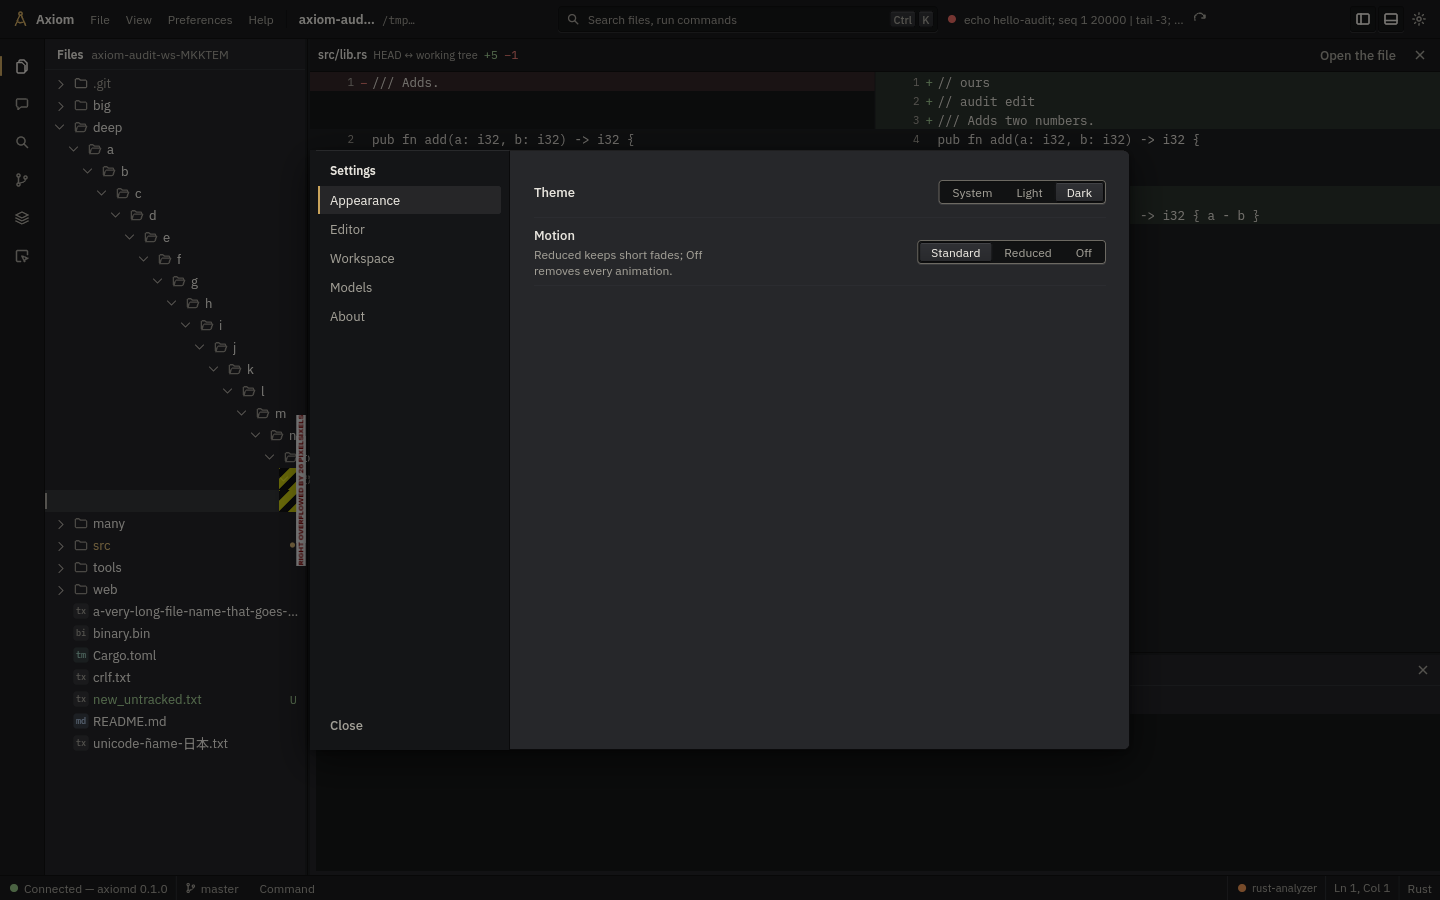 Axiom File View Preferences Help axiom-aud... /tmp... Search files, run commands Ctrl K echo hello-audit; seq 1 20000 | tail -3; ...
Files axiom-audit-ws-MKKTEM
src/lib.rs HEAD ↔ working tree +5 −1 Open the file
.git
big
deep
a
b
c
d
e
f
g
h
i
j
k
l
m
n
many
src
tools
web
a-very-long-file-name-that-goes-...
binary.bin
Cargo.toml
crlf.txt
new_untracked.txt U
README.md
unicode-ñame-日本.txt
1 − /// Adds.
2 pub fn add(a: i32, b: i32) -> i32 {
1 + // ours
2 + // audit edit
3 + /// Adds two numbers.
4 pub fn add(a: i32, b: i32) -> i32 {
-> i32 { a - b }
Settings
Appearance
Editor
Workspace
Models
About
Close
Theme
System Light Dark
Motion
Reduced keeps short fades; Off
removes every animation.
Standard Reduced Off
Connected — axiomd 0.1.0 master Command rust-analyzer Ln 1, Col 1 Rust